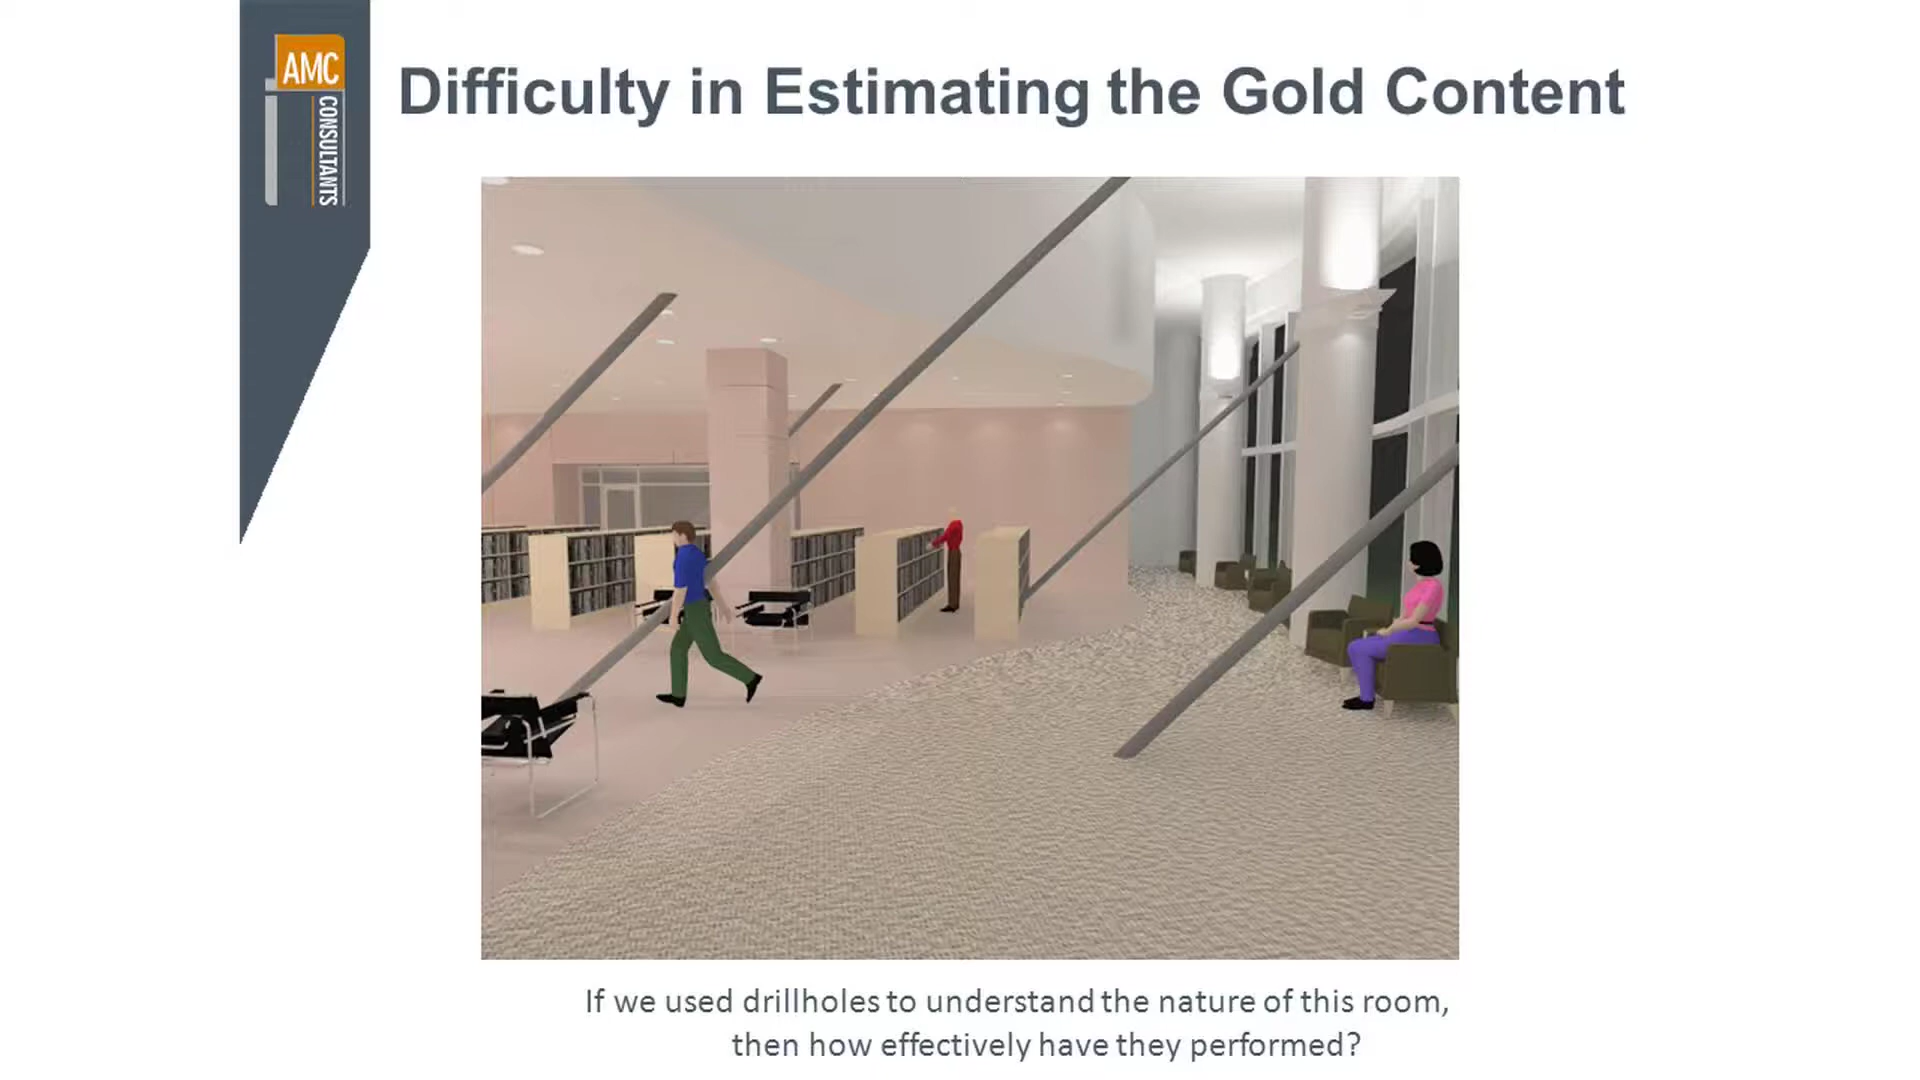 AMC
CONSULTANTS
Difficulty in Estimating the Gold Content
If we used drillholes to understand the nature of this room,
then how effectively have they performed?